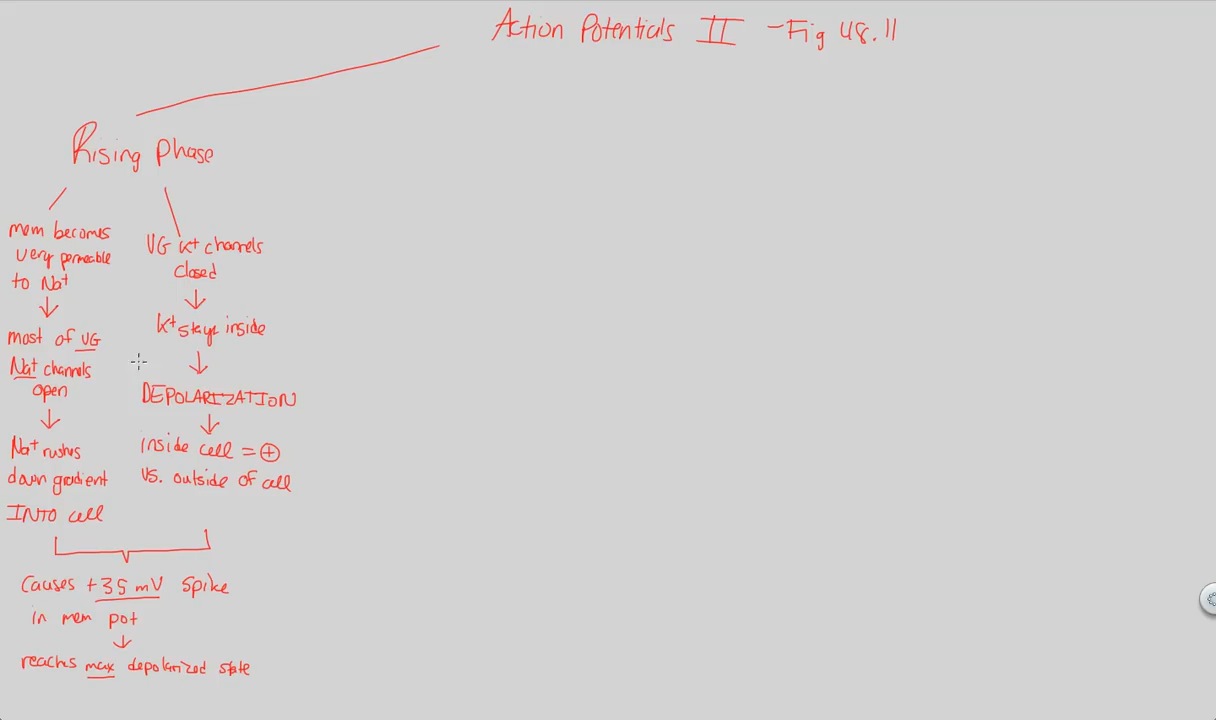 Action Potentials II - Fig 48.11
Rising Phase
mem becomes
very permeable
to Na+
↓
most of VG
Na+ channels
open
↓
Na+ rushes
down gradient
INTO cell
VG K+ channels
closed
↓
K+ stays inside
↓
DEPOLARIZATION
↓
inside cell = ⊕
vs. outside of cell
Causes +35 mV spike
in mem pot
↓
reaches max depolarized state